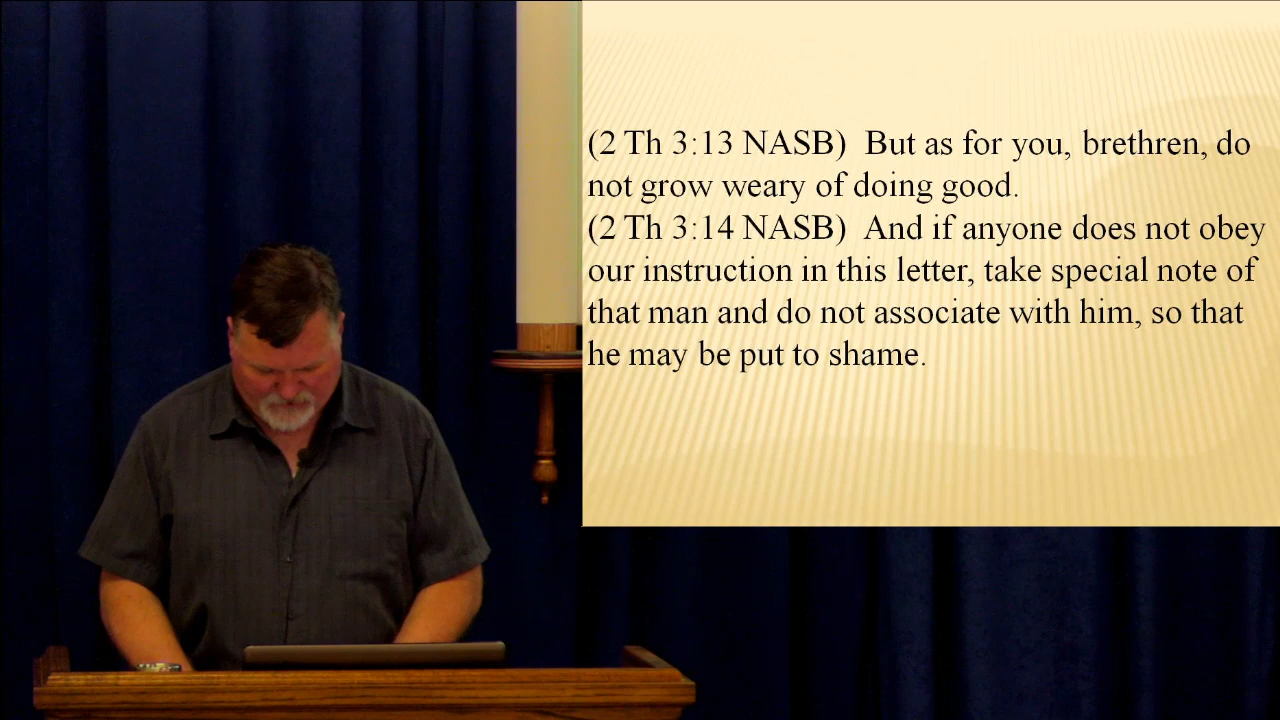 (2 Th 3:13 NASB)  But as for you, brethren, do
not grow weary of doing good.
(2 Th 3:14 NASB)  And if anyone does not obey
our instruction in this letter, take special note of
that man and do not associate with him, so that
he may be put to shame.